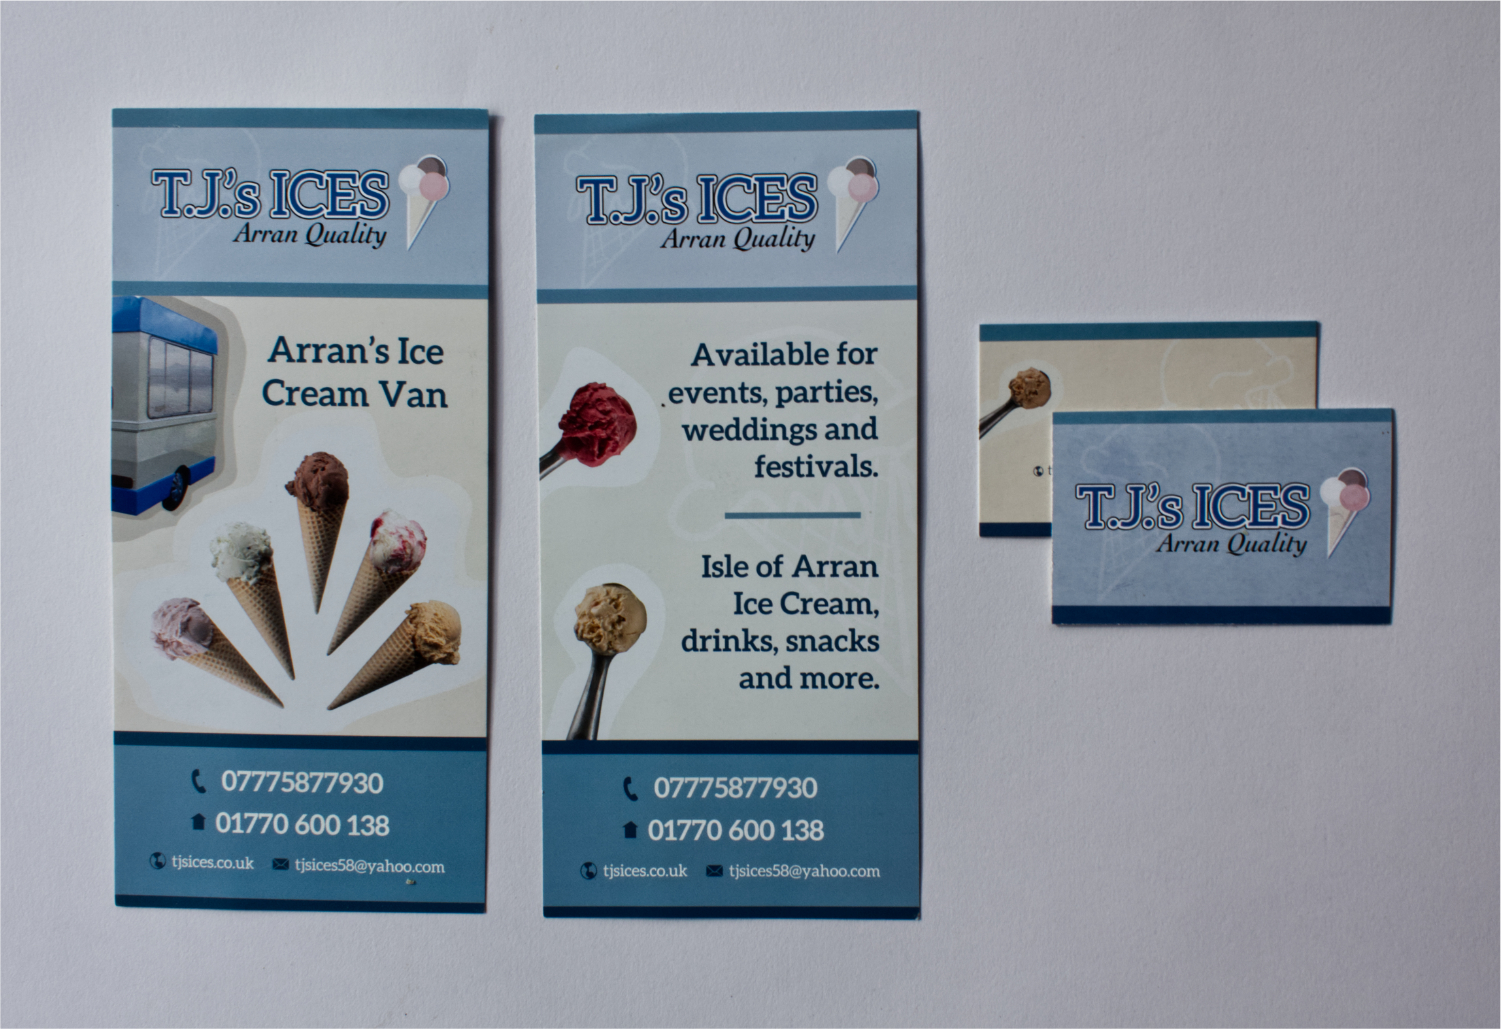 T.J.'s ICES
Arran Quality
Arran's Ice
Cream Van
07775877930
01770 600 138
tjsices.co.uk
tjsices58@yahoo.com
T.J.'s ICES
Arran Quality
Available for
events, parties,
weddings and
festivals.
Isle of Arran
Ice Cream,
drinks, snacks
and more.
07775877930
01770 600 138
tjsices.co.uk
tjsices58@yahoo.com
T.J.'s ICES
Arran Quality